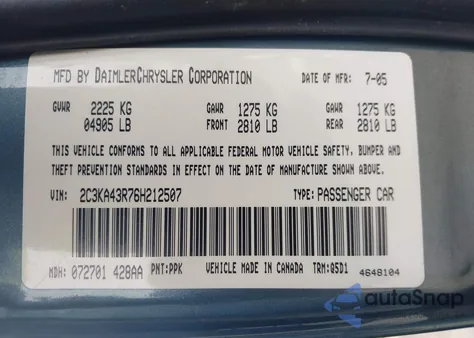 MFD BY DAIMLERCHRYSLER CORPORATION DATE OF MFR: 7-05
GVWR 2225 KG GAWR 1275 KG GAWR 1275 KG
04905 LB FRONT 2810 LB REAR 2810 LB
THIS VEHICLE CONFORMS TO ALL APPLICABLE FEDERAL MOTOR VEHICLE SAFETY, BUMPER AND
THEFT PREVENTION STANDARDS IN EFFECT ON THE DATE OF MANUFACTURE SHOWN ABOVE.
VIN: 2C3KA43R76H212507 TYPE: PASSENGER CAR
MDH: 072701 428AA PNT: PPK VEHICLE MADE IN CANADA TRM: Q5D1
4648104
autoSnap